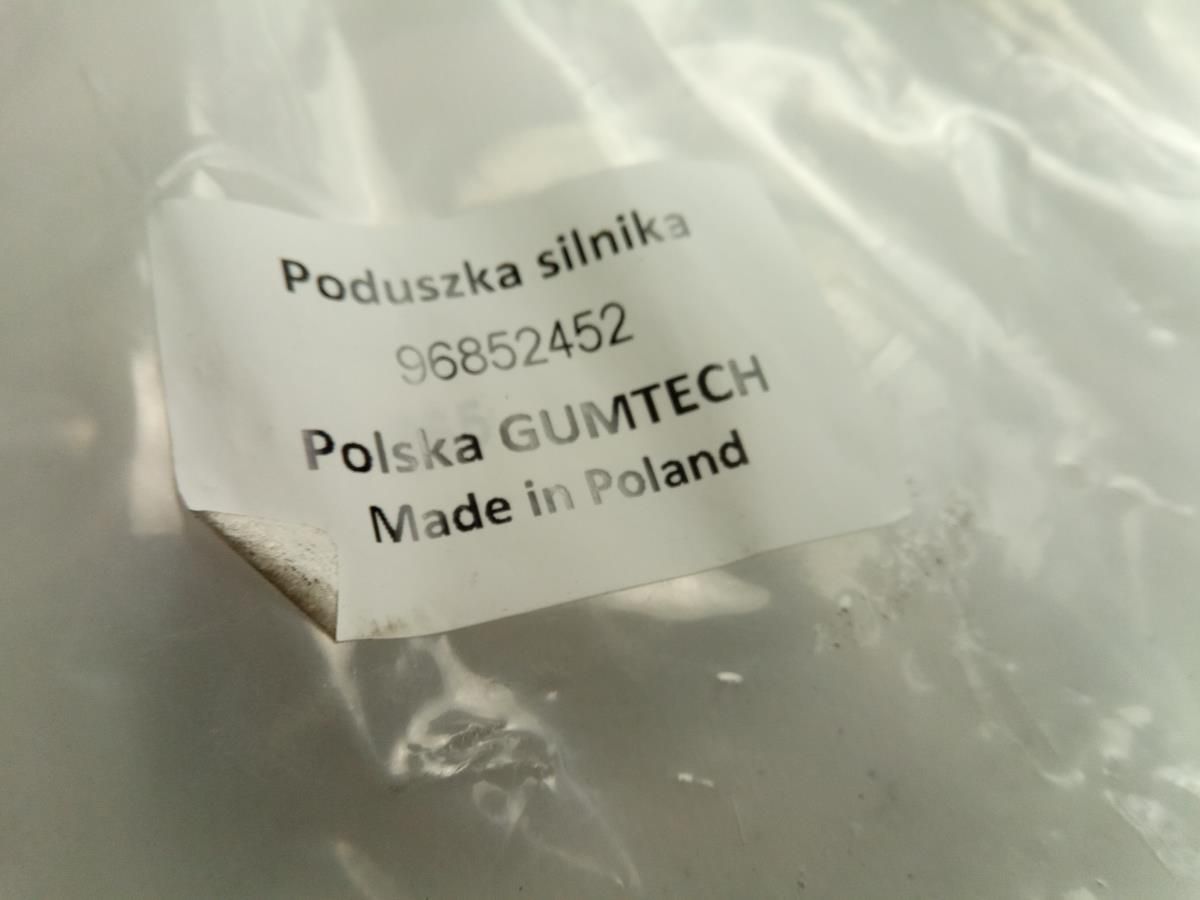 Poduszka silnika
96852452
Polska GUMTECH
Made in Poland